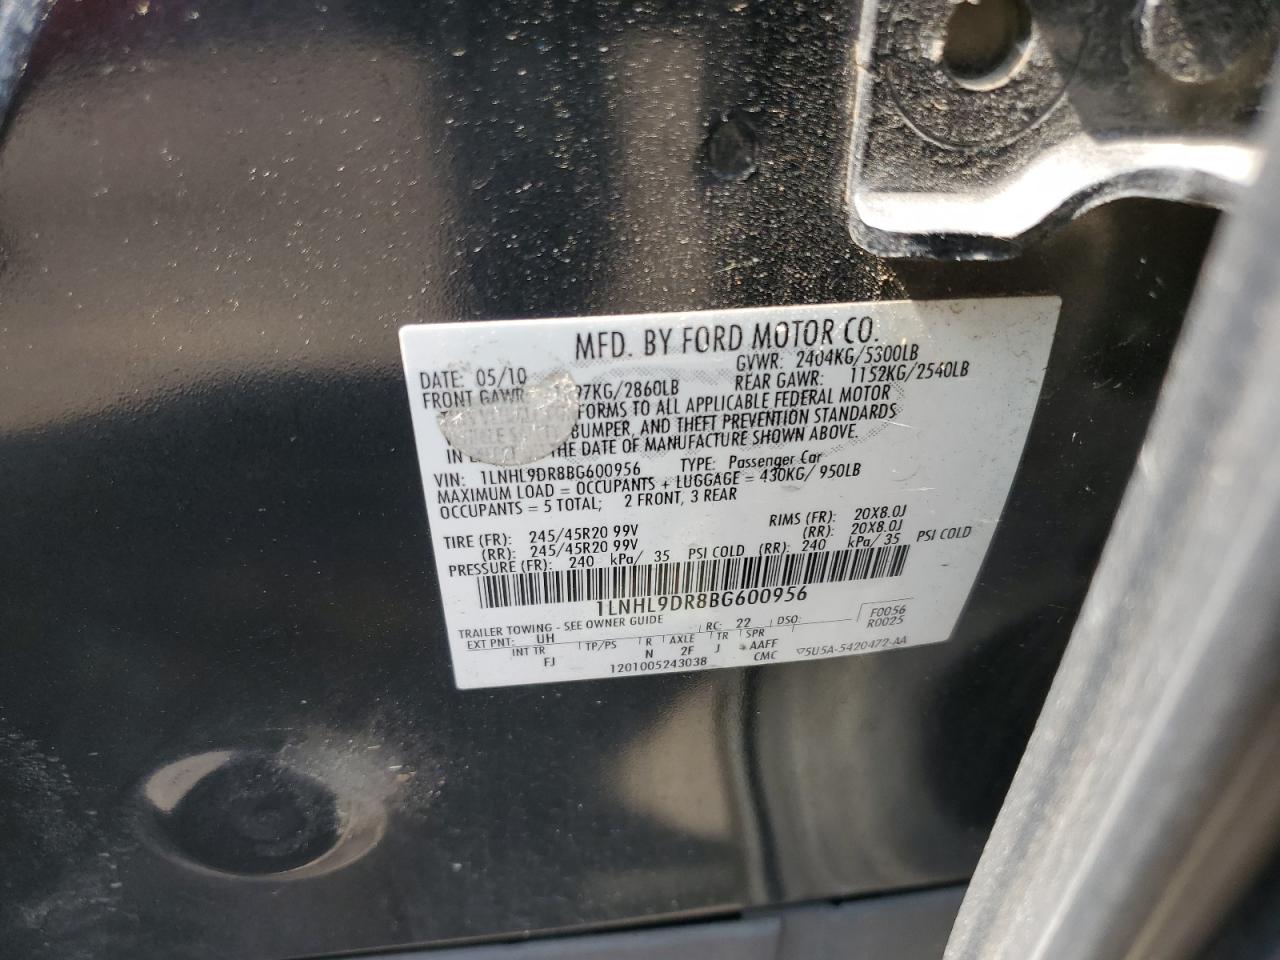 MFD. BY FORD MOTOR CO.
DATE: 05/10 GVWR: 2404KG/5300LB
FRONT GAWR 97KG/2860LB REAR GAWR: 1152KG/2540LB
TO ALL APPLICABLE FEDERAL MOTOR
BUMPER, AND THEFT PREVENTION STANDARDS
IN THE DATE OF MANUFACTURE SHOWN ABOVE.
VIN: 1LNHL9DR8BG600956 TYPE: Passenger Car
MAXIMUM LOAD = OCCUPANTS + LUGGAGE = 430KG/ 950LB
OCCUPANTS = 5 TOTAL; 2 FRONT, 3 REAR
TIRE (FR): 245/45R20 99V RIMS (FR): 20X8.0J
(RR): 245/45R20 99V (RR): 20X8.0J
PRESSURE (FR): 240 kPa/ 35 PSI COLD (RR): 240 kPa/ 35 PSI COLD
1LNHL9DR8BG600956
TRAILER TOWING - SEE OWNER GUIDE RC: 22 DSO: F0056
EXT PNT: UH R0025
INT TR TP/PS R AXLE TR SPR
FJ N 2F J AAFF
1201005243038 CMC ▽5U5A-5420472-AA